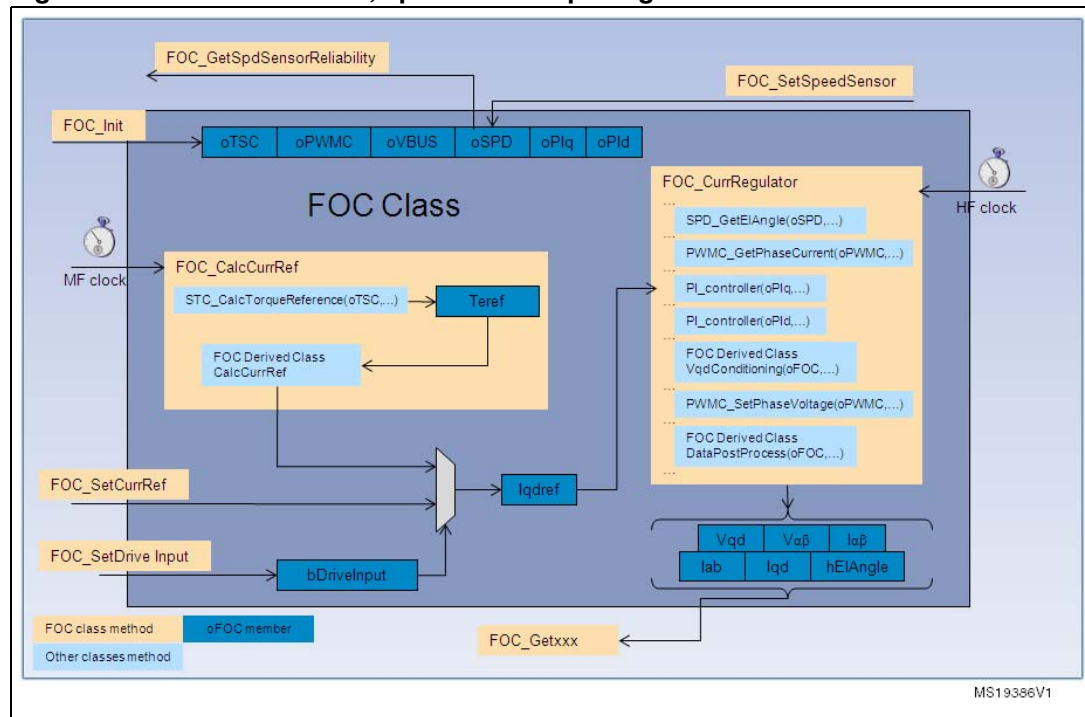 FOC_GetSpdSensorReliability
FOC_SetSpeedSensor
FOC_Init
oTSC oPWMC oVBUS oSPD oPIq oPId
FOC Class
MF clock
HF clock
FOC_CalcCurrRef
STC_CalcTorqueReference(oTSC,...)
Teref
FOC Derived Class
CalcCurrRef
FOC_CurrRegulator
...
SPD_GetElAngle(oSPD,...)
...
PWMC_GetPhaseCurrent(oPWMC,...)
...
PI_controller(oPIq,...)
...
PI_controller(oPId,...)
...
FOC Derived Class
VqdConditioning(oFOC,...)
...
PWMC_SetPhaseVoltage(oPWMC,...)
...
FOC Derived Class
DataPostProcess(oFOC,...)
...
FOC_SetCurrRef
Iqdref
FOC_SetDrive Input
bDriveInput
Vqd Vαβ Iαβ
Iab Iqd hElAngle
FOC_Getxxx
FOC class method
oFOC member
Other classes method
MS19386V1